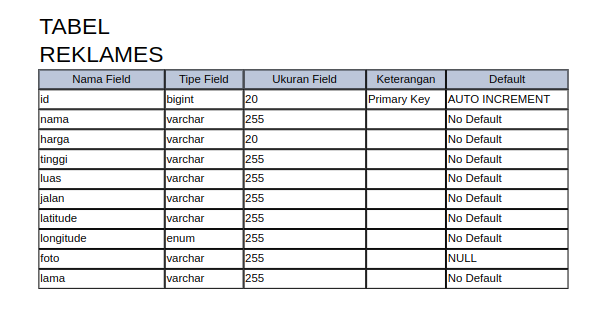 TABEL
REKLAMES
Nama Field Tipe Field Ukuran Field Keterangan Default
id bigint 20 Primary Key AUTO INCREMENT
nama varchar 255 No Default
harga varchar 20 No Default
tinggi varchar 255 No Default
luas varchar 255 No Default
jalan varchar 255 No Default
latitude varchar 255 No Default
longitude enum 255 No Default
foto varchar 255 NULL
lama varchar 255 No Default